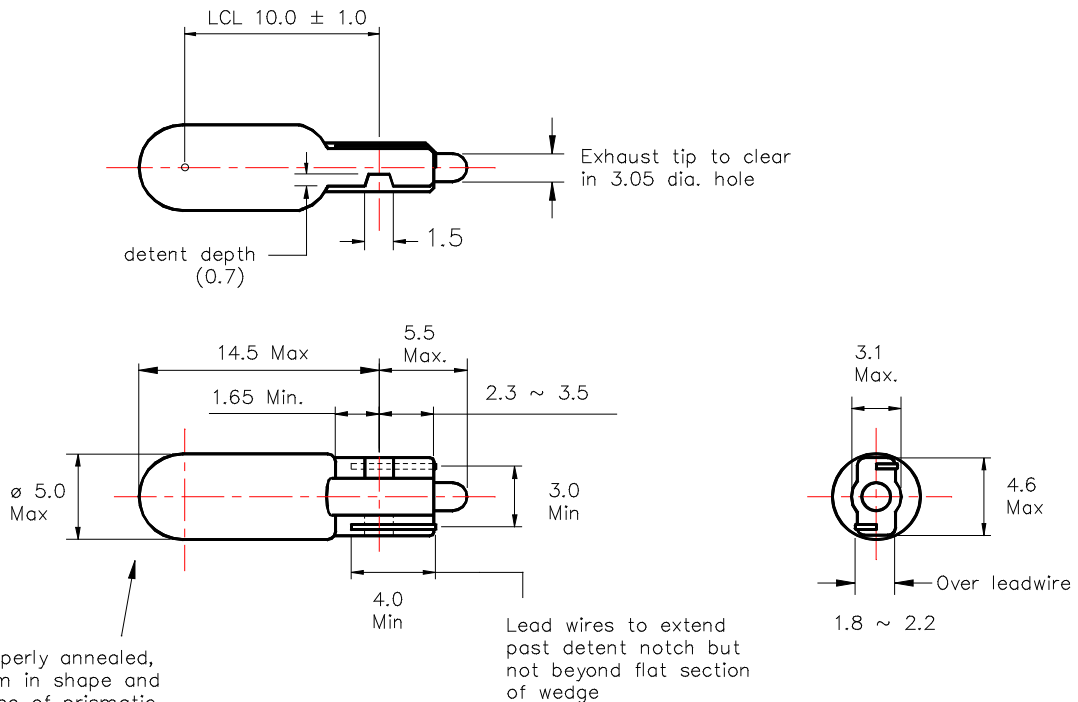 LCL 10.0 ± 1.0
Exhaust tip to clear
in 3.05 dia. hole
1.5
detent depth
(0.7)
5.5
Max.
14.5 Max
1.65 Min.
2.3 ~ 3.5
3.1
Max.
ø 5.0
Max
3.0
Min
4.6
Max
4.0
Min
Over leadwire
1.8 ~ 2.2
Lead wires to extend
past detent notch but
not beyond flat section
of wedge
perly annealed,
in shape and
of prismatic